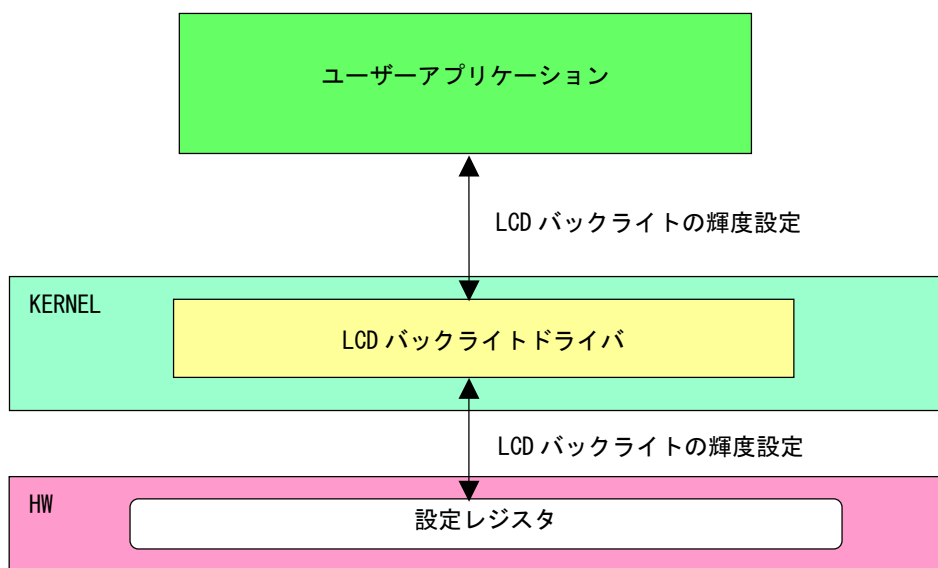 ユーザーアプリケーション
LCD バックライトの輝度設定
KERNEL
LCD バックライトドライバ
LCD バックライトの輝度設定
HW
設定レジスタ